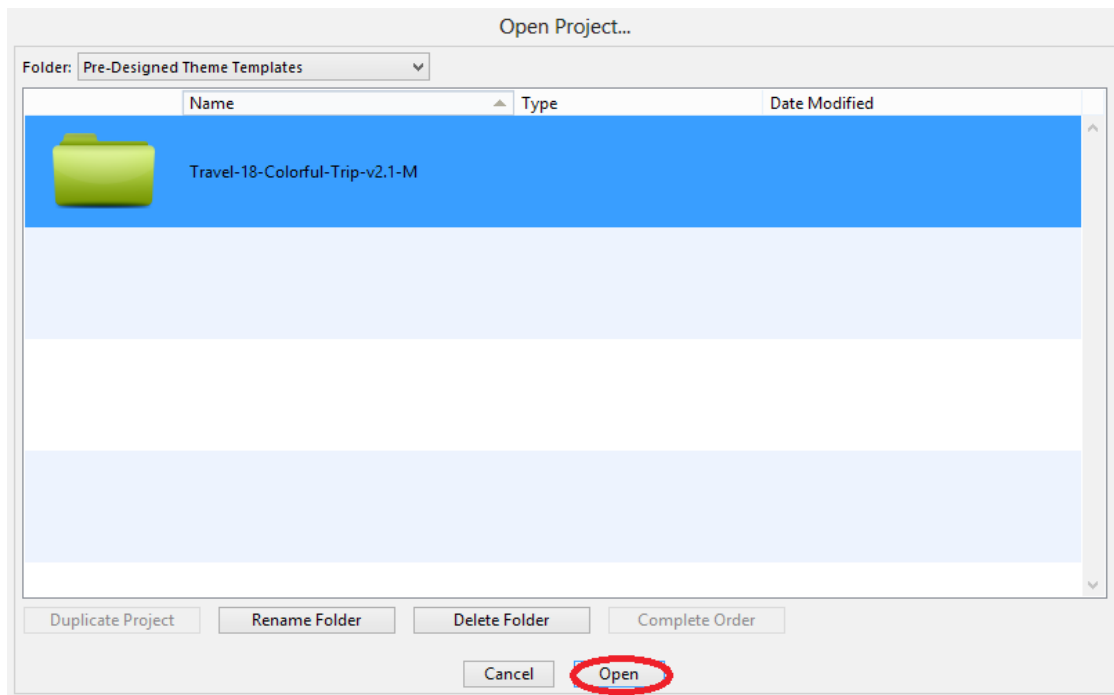 Open Project...
Folder: Pre-Designed Theme Templates
Name Type Date Modified
Travel-18-Colorful-Trip-v2.1-M
Duplicate Project Rename Folder Delete Folder Complete Order
Cancel Open